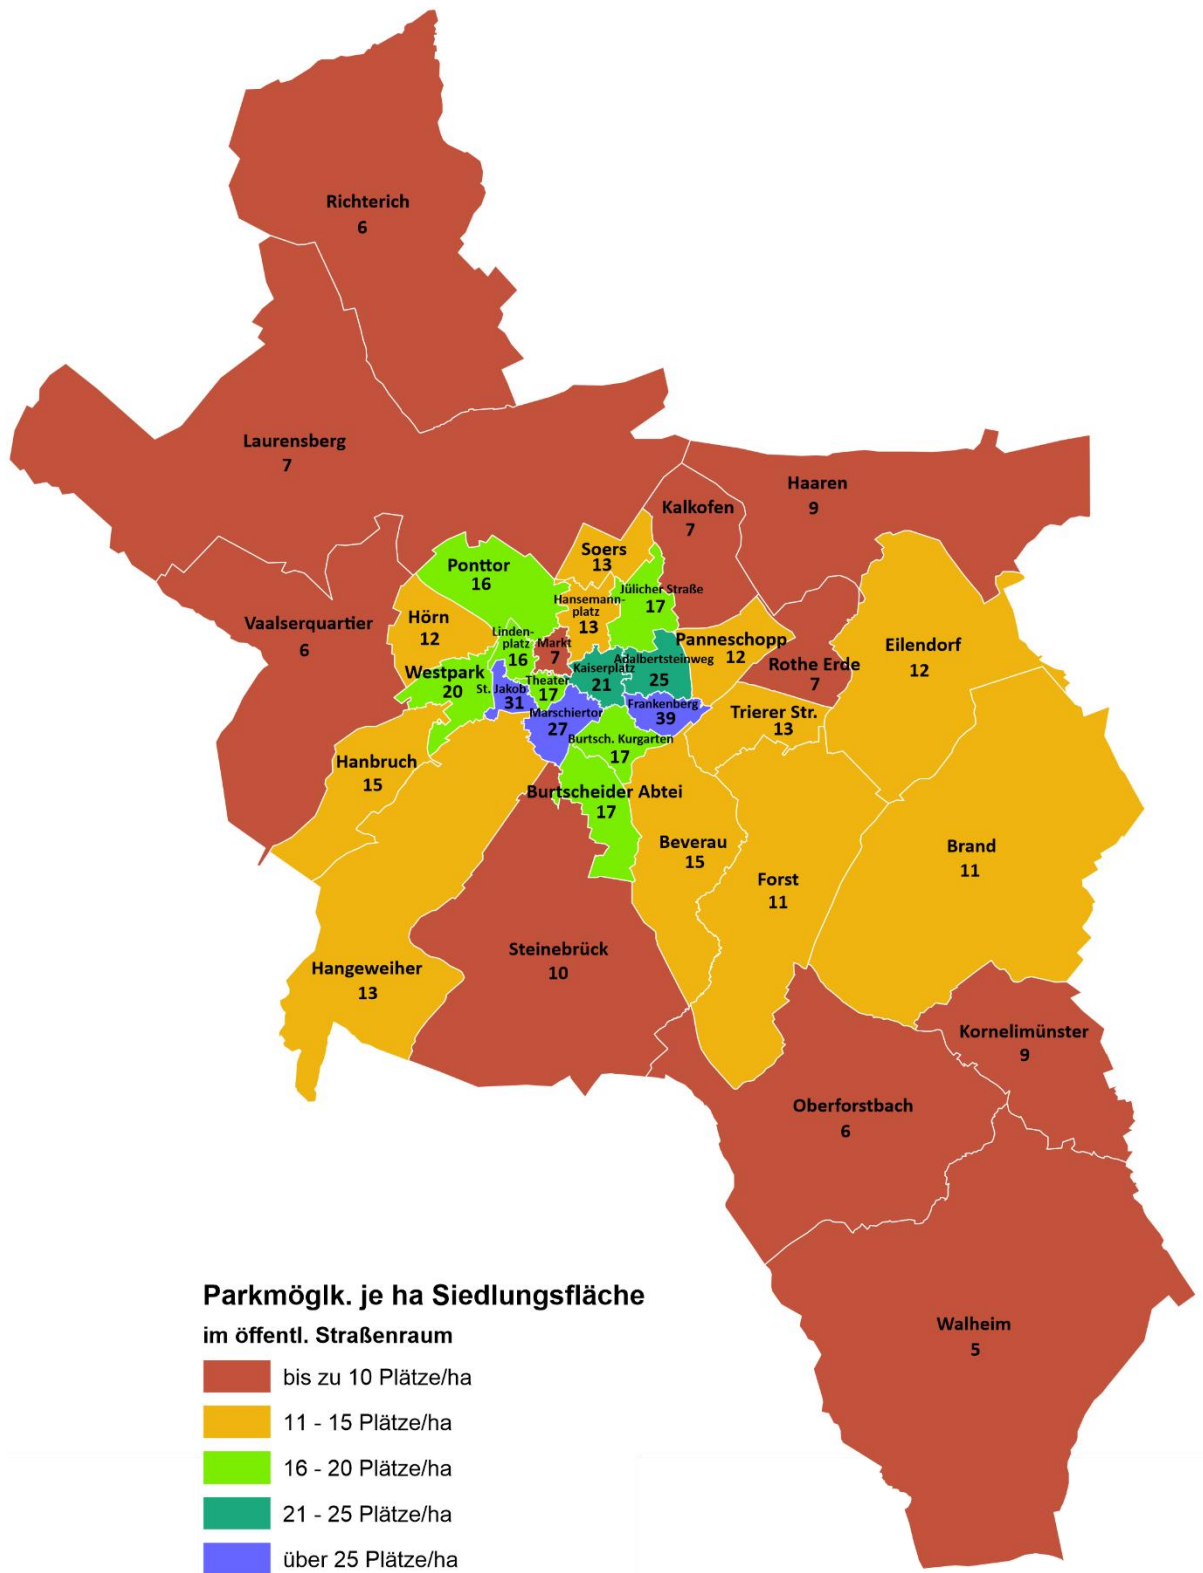 Richterich
6
Laurensberg
7
Haaren
9
Kalkofen
7
Soers
13
Ponttor
16
Jülicher Straße
17
Hansemann-
platz
13
Hörn
12
Vaalserquartier
6
Linden-
platz
16
Markt
7
Panneschopp
12
Eilendorf
12
Adalbertsteinweg
25
Kaiserplatz
21
Rothe Erde
7
Westpark
20
Theater
17
St. Jakob
31
Frankenberg
39
Marschiertor
27
Trierer Str.
13
Burtsch. Kurgarten
17
Hanbruch
15
Burtscheider Abtei
17
Beverau
15
Brand
11
Forst
11
Steinebrück
10
Hangeweiher
13
Kornelimünster
9
Oberforstbach
6
Walheim
5
Parkmöglk. je ha Siedlungsfläche
im öffentl. Straßenraum
bis zu 10 Plätze/ha
11 - 15 Plätze/ha
16 - 20 Plätze/ha
21 - 25 Plätze/ha
über 25 Plätze/ha